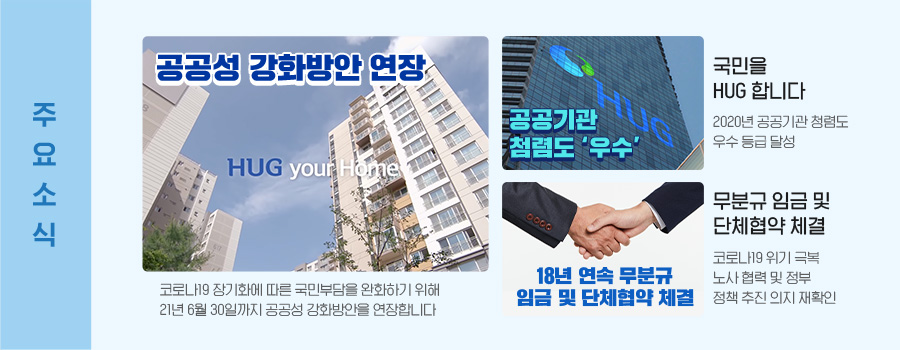 주
요
소
식
공공성 강화방안 연장
HUG your Home
코로나19 장기화에 따른 국민부담을 완화하기 위해
21년 6월 30일까지 공공성 강화방안을 연장합니다
HUG
공공기관
청렴도 ‘우수’
국민을
HUG 합니다
2020년 공공기관 청렴도
우수 등급 달성
18년 연속 무분규
임금 및 단체협약 체결
무분규 임금 및
단체협약 체결
코로나19 위기 극복
노사 협력 및 정부
정책 추진 의지 재확인